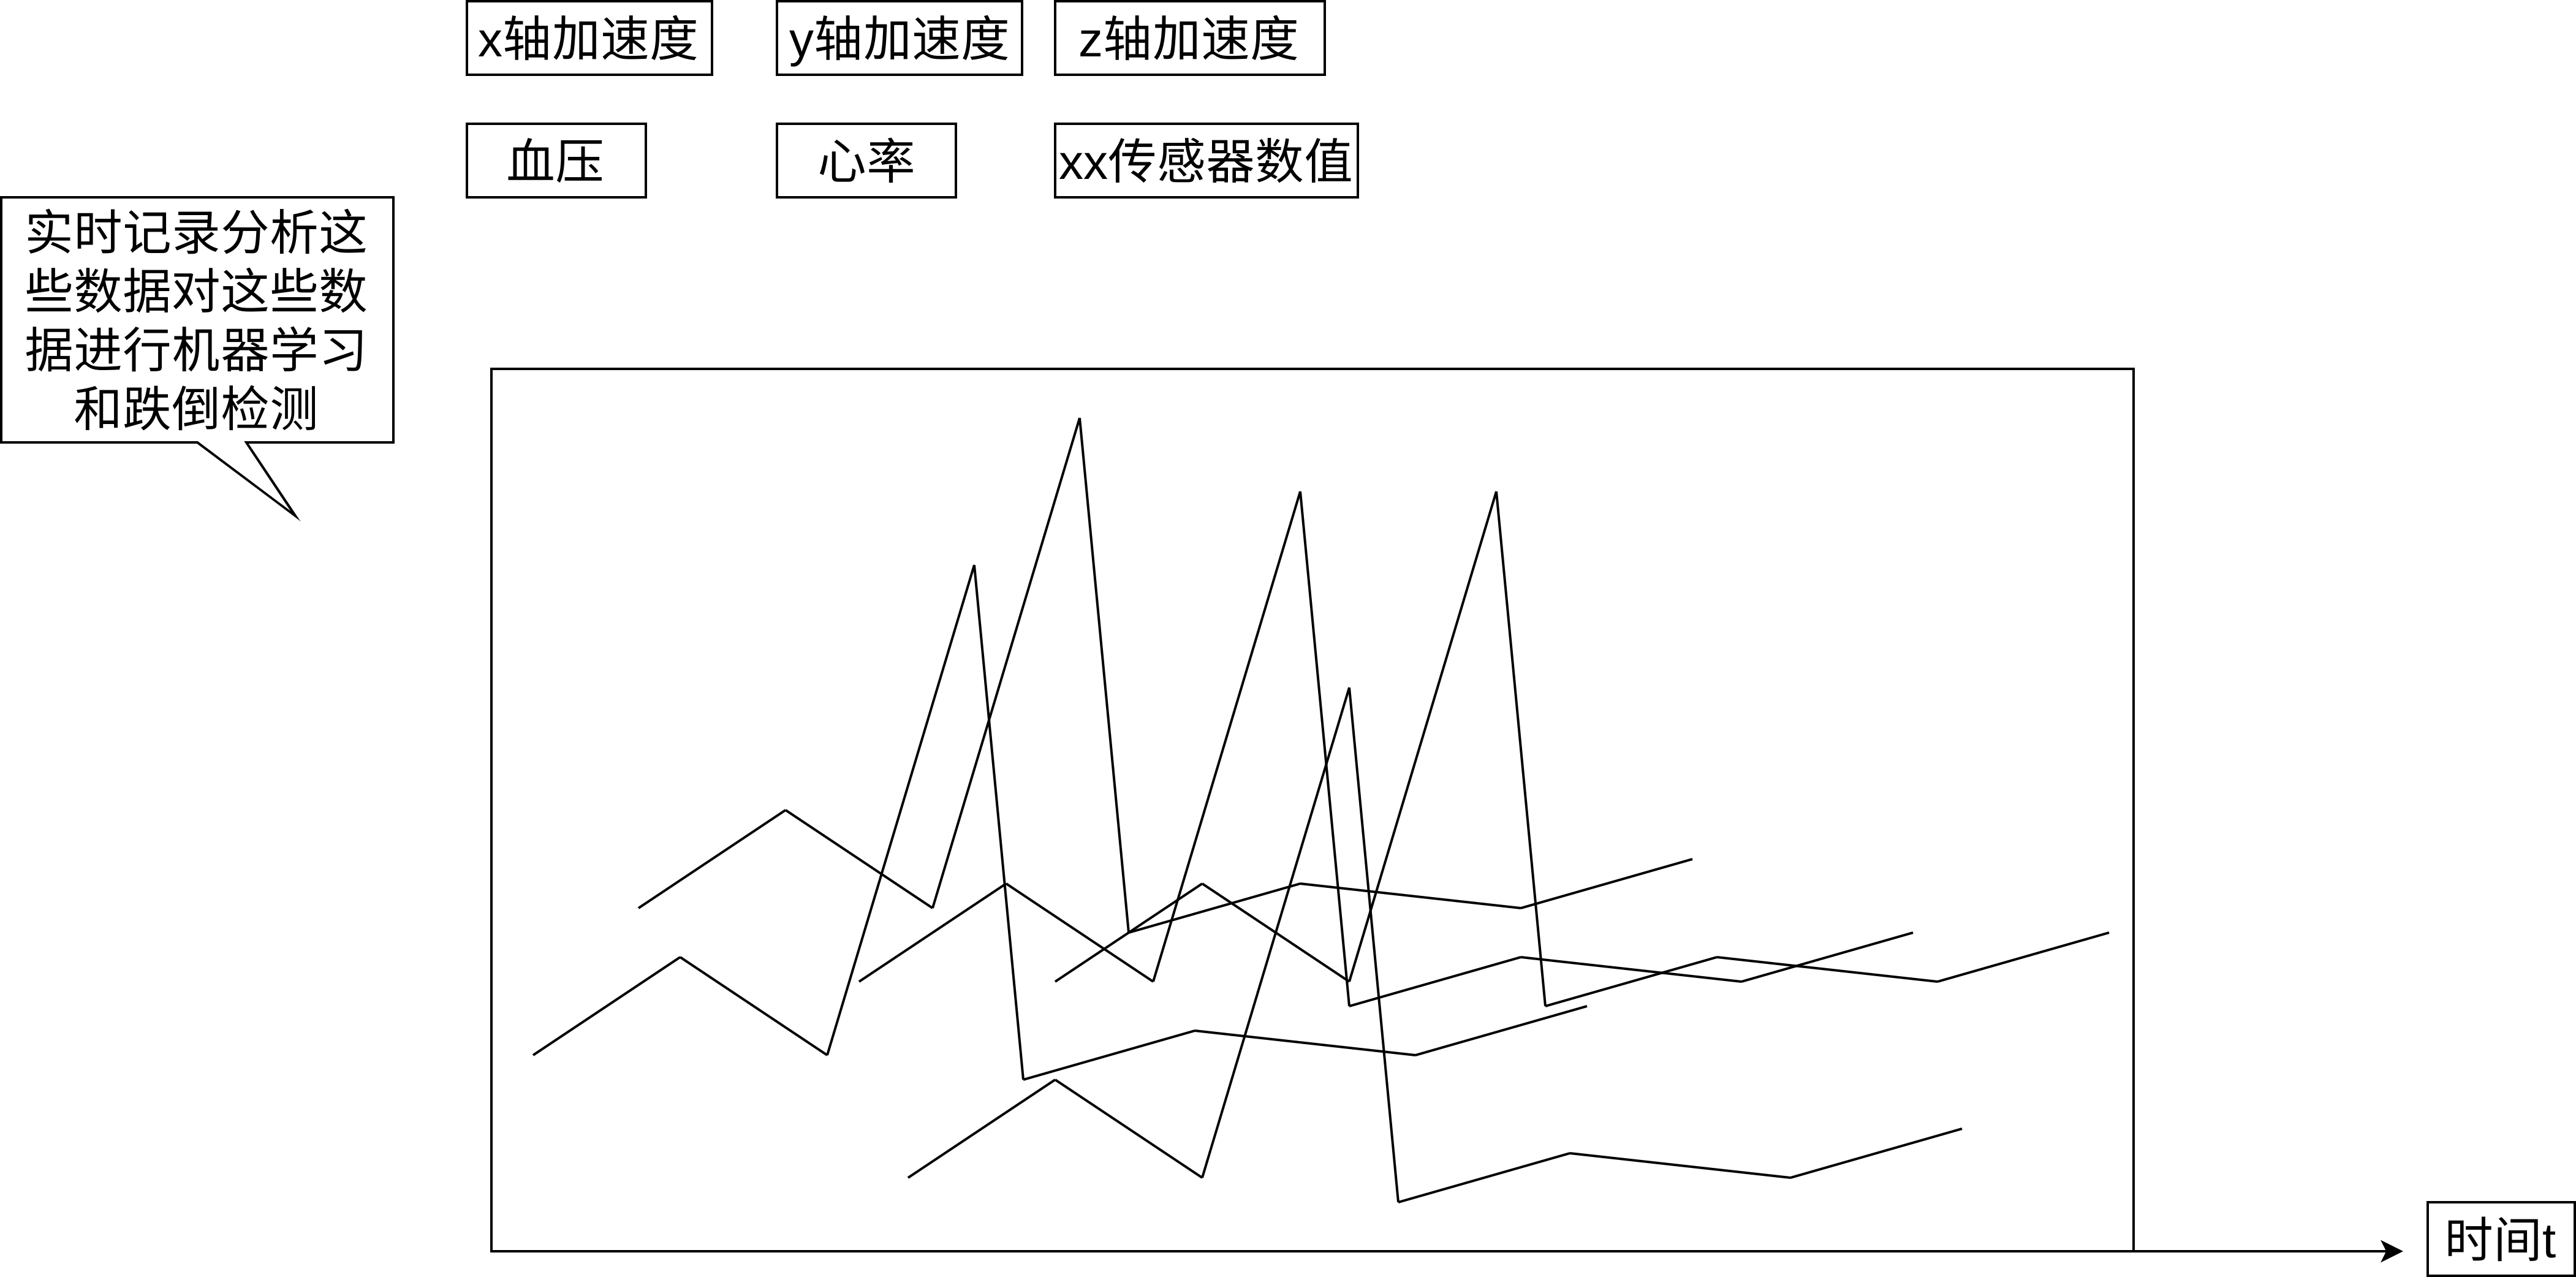 x轴加速度
y轴加速度
z轴加速度
血压
心率
xx传感器数值
实时记录分析这
些数据对这些数
据进行机器学习
和跌倒检测
时间t